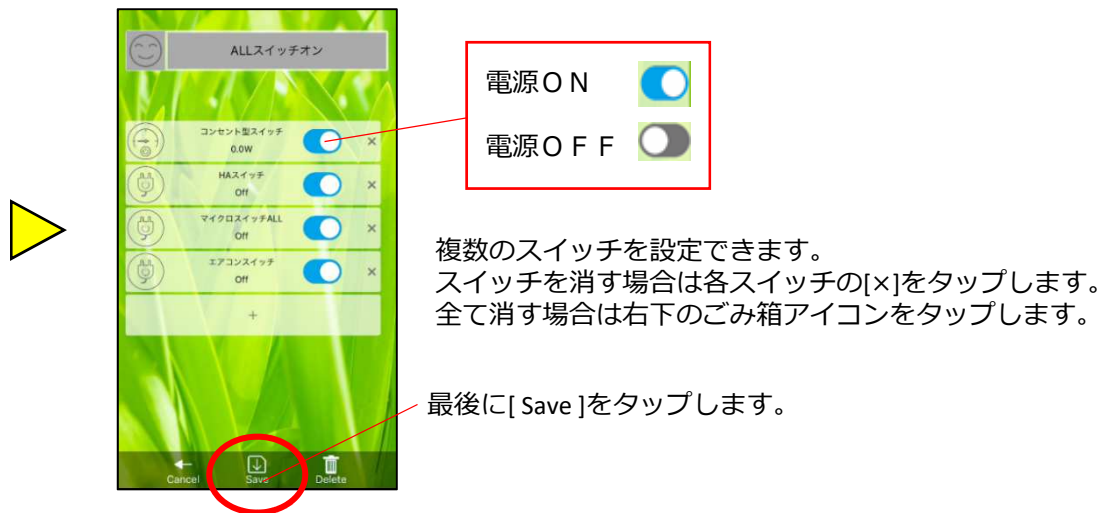 ALLスイッチオン
コンセント型スイッチ
0.0W
×
HAスイッチ
Off
×
マイクロスイッチALL
Off
×
エアコンスイッチ
Off
×
+
Cancel
Save
Delete
電源ON
電源OFF
複数のスイッチを設定できます。
スイッチを消す場合は各スイッチの[×]をタップします。
全て消す場合は右下のごみ箱アイコンをタップします。
最後に[ Save ]をタップします。